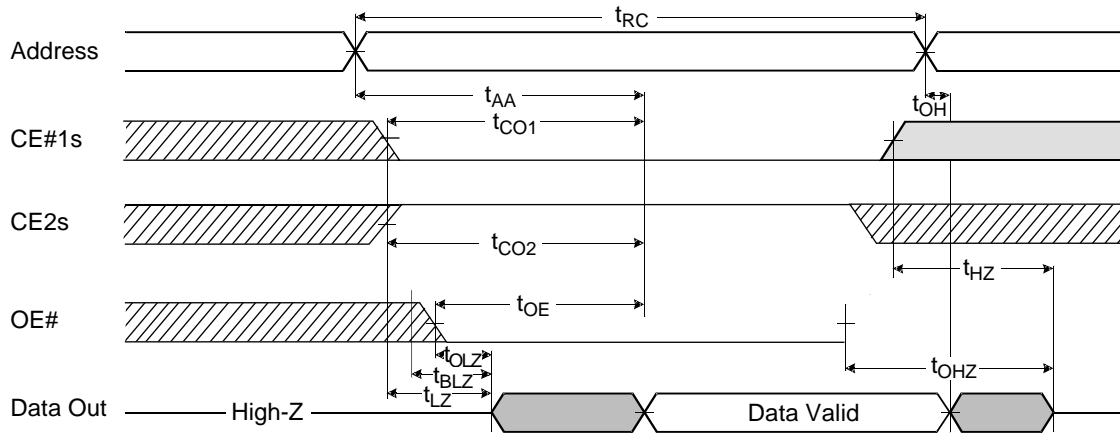 tRC
Address
tAA
tOH
tCO1
CE#1s
CE2s
tCO2
tHZ
tOE
OE#
tOLZ
tOHZ
tBLZ
tLZ
Data Out
High-Z
Data Valid